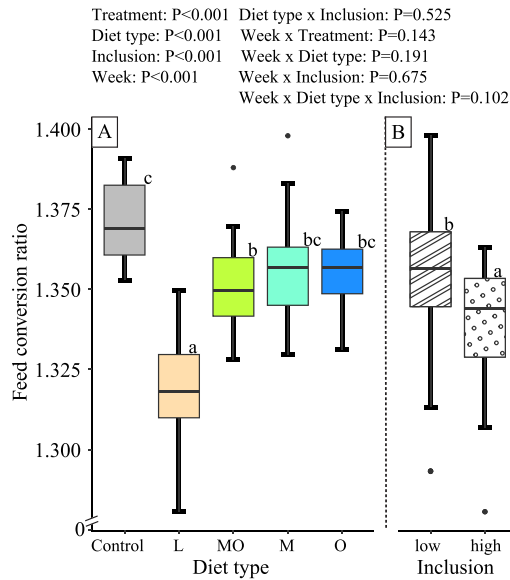 Treatment: P<0.001 Diet type x Inclusion: P=0.525
Diet type: P<0.001 Week x Treatment: P=0.143
Inclusion: P<0.001 Week x Diet type: P=0.191
Week: P<0.001 Week x Inclusion: P=0.675
Week x Diet type x Inclusion: P=0.102
A
B
Feed conversion ratio
1.400
1.375
1.350
1.325
1.300
0
c
a
b
bc
bc
b
a
Control L MO M O low high
Diet type Inclusion